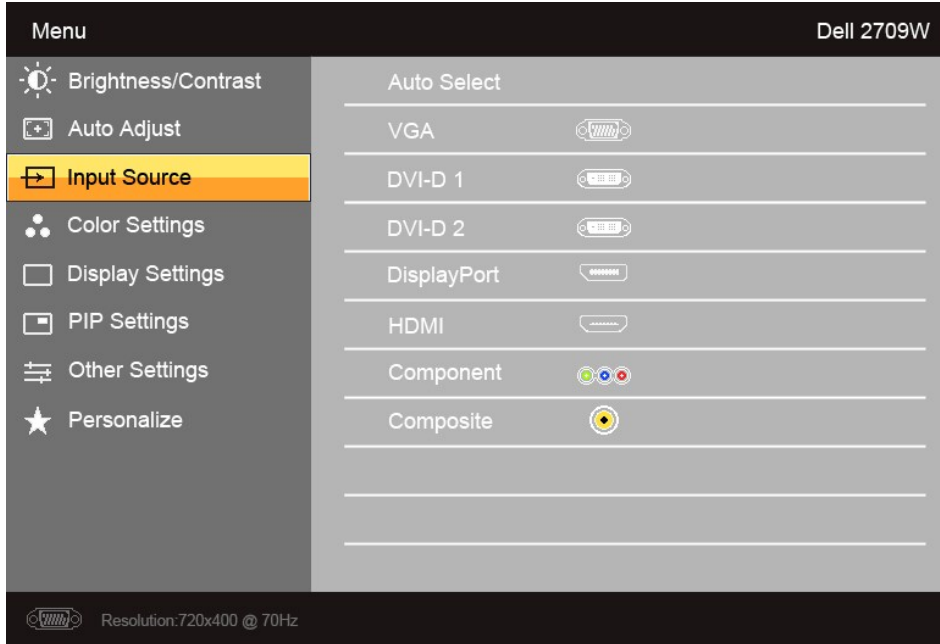 Menu
Dell 2709W
Brightness/Contrast
Auto Adjust
Input Source
Color Settings
Display Settings
PIP Settings
Other Settings
Personalize
Auto Select
VGA
DVI-D 1
DVI-D 2
DisplayPort
HDMI
Component
Composite
Resolution:720x400 @ 70Hz